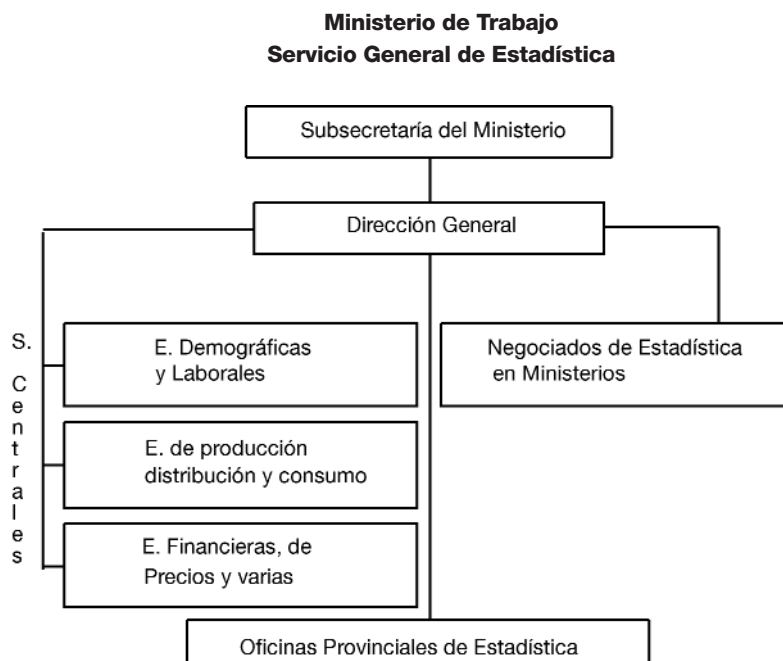 Ministerio de Trabajo
Servicio General de Estadística
Subsecretaría del Ministerio
Dirección General
S. Centrales
E. Demográficas
y Laborales
Negociados de Estadística
en Ministerios
E. de producción
distribución y consumo
E. Financieras, de
Precios y varias
Oficinas Provinciales de Estadística